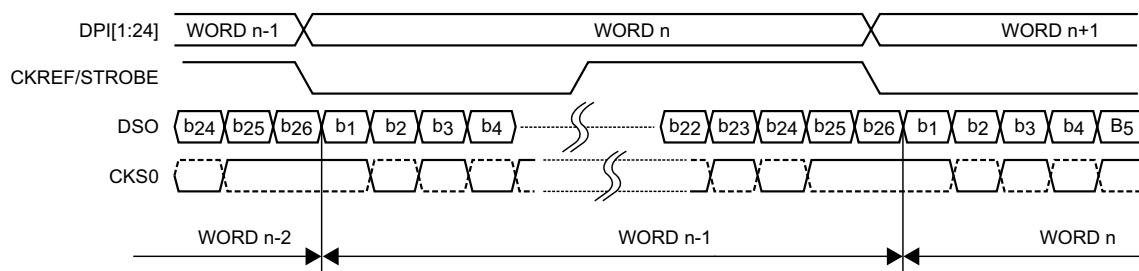 DPI[1:24] WORD n-1 WORD n WORD n+1
CKREF/STROBE
DSO b24 b25 b26 b1 b2 b3 b4 b22 b23 b24 b25 b26 b1 b2 b3 b4 B5
CKS0
WORD n-2 WORD n-1 WORD n